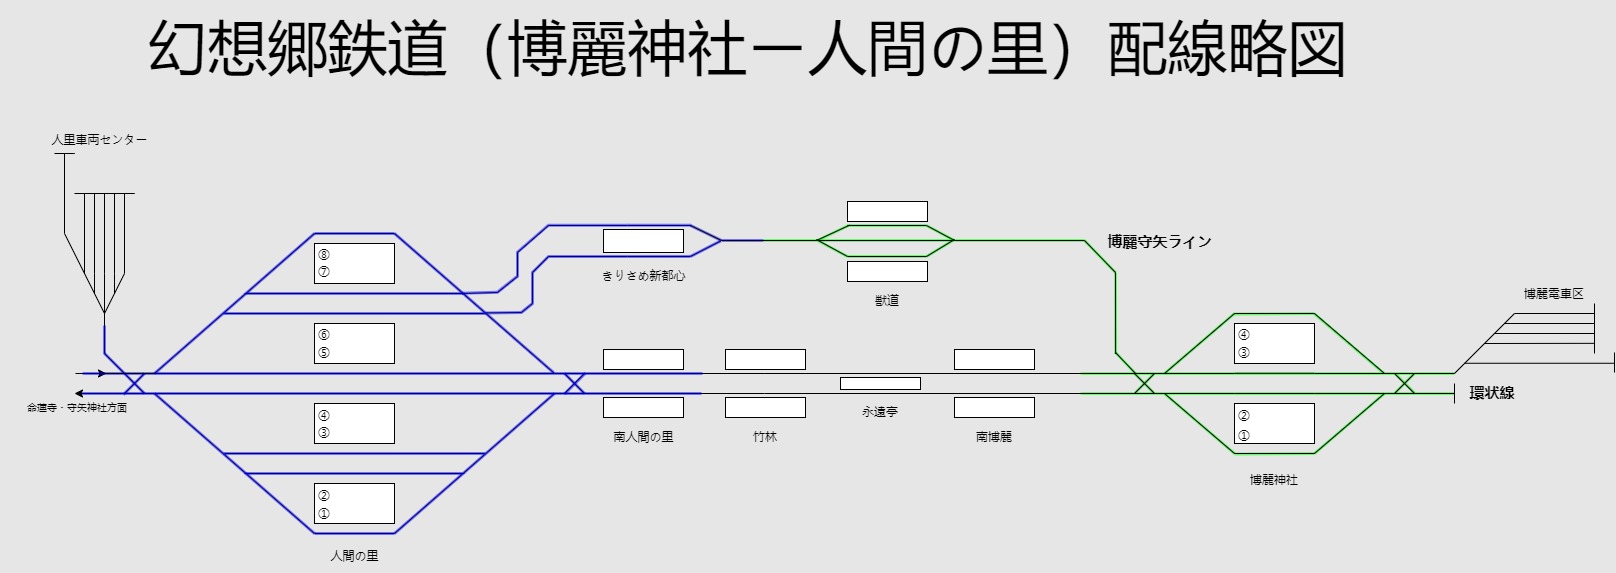 幻想郷鉄道（博麗神社ー人間の里）配線略図
人里車両センター
⑧
⑦
⑥
⑤
④
③
②
①
人間の里
命蓮寺・守矢神社方面
きりさめ新都心
獣道
博麗守矢ライン
南人間の里
竹林
永遠亭
南博麗
④
③
②
①
博麗神社
博麗電車区
環状線